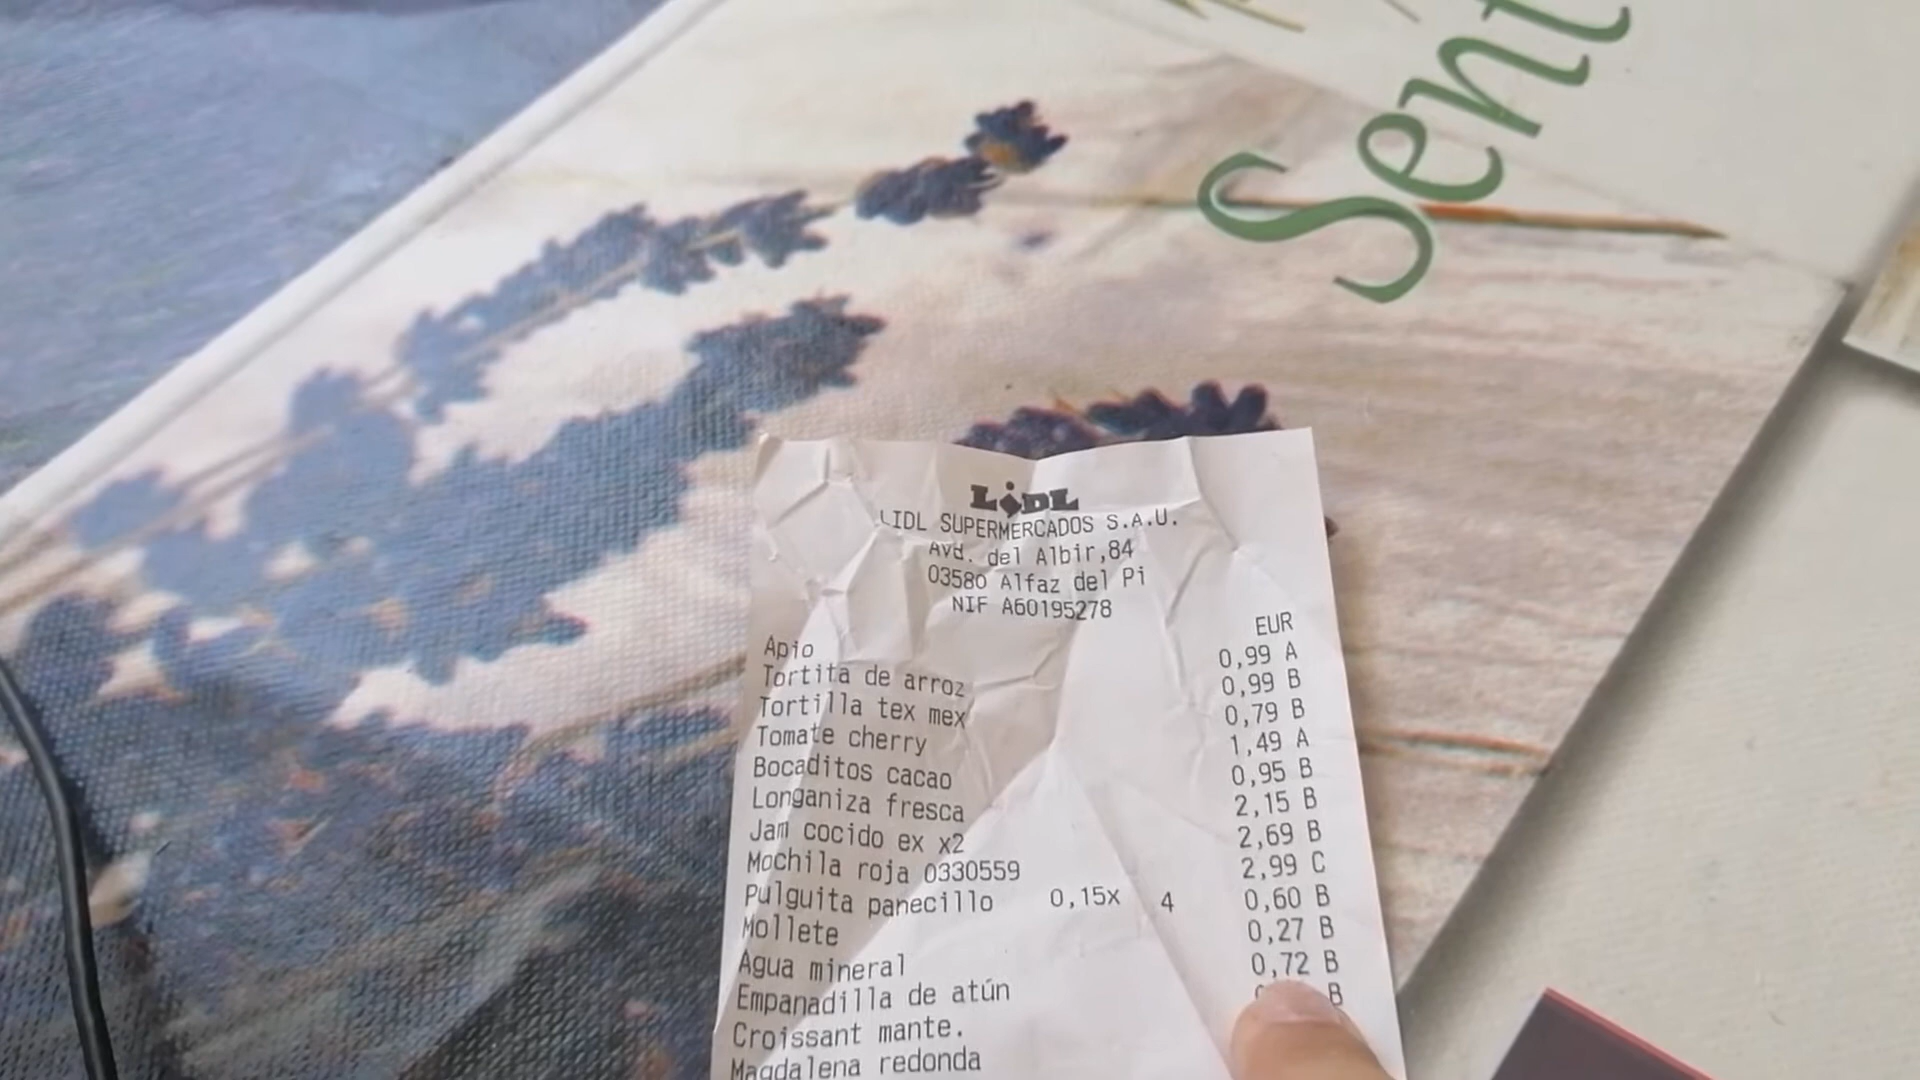 Sent
LIDL
LIDL SUPERMERCADOS S.A.U.
Avd. del Albir,84
03580 Alfaz del Pi
NIF A60195278
EUR
Apio 0,99 A
Tortita de arroz 0,99 B
Tortilla tex mex 0,79 B
Tomate cherry 1,49 A
Bocaditos cacao 0,95 B
Longaniza fresca 2,15 B
Jam cocido ex x2 2,69 B
Mochila roja 0330559 2,99 C
Pulguita panecillo 0,15x 4 0,60 B
Mollete 0,27 B
Agua mineral 0,72 B
Empanadilla de atún B
Croissant mante.
Magdalena redonda